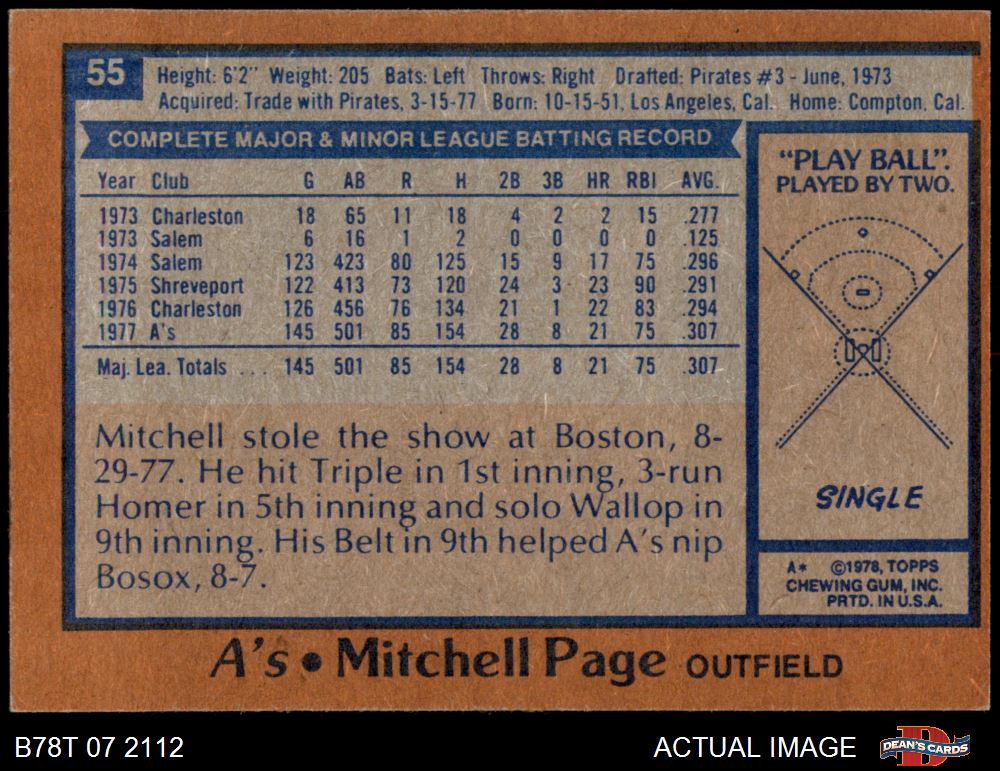 55
Height: 6'2" Weight: 205 Bats: Left Throws: Right Drafted: Pirates #3 - June, 1973
Acquired: Trade with Pirates, 3-15-77 Born: 10-15-51, Los Angeles, Cal. Home: Compton, Cal.
COMPLETE MAJOR & MINOR LEAGUE BATTING RECORD
Year Club G AB R H 2B 3B HR RBI AVG.
1973 Charleston 18 65 11 18 4 2 2 15 .277
1973 Salem 6 16 1 2 0 0 0 0 .125
1974 Salem 123 423 80 125 15 9 17 75 .296
1975 Shreveport 122 413 73 120 24 3 23 90 .291
1976 Charleston 126 456 76 134 21 1 22 83 .294
1977 A's 145 501 85 154 28 8 21 75 .307
Maj. Lea. Totals ... 145 501 85 154 28 8 21 75 .307
Mitchell stole the show at Boston, 8-
29-77. He hit Triple in 1st inning, 3-run
Homer in 5th inning and solo Wallop in
9th inning. His Belt in 9th helped A's nip
Bosox, 8-7.
"PLAY BALL".
PLAYED BY TWO.
SINGLE
A* ©1978, TOPPS
CHEWING GUM, INC.
PRTD. IN U.S.A.
A's • Mitchell Page OUTFIELD
B78T 07 2112
ACTUAL IMAGE
DEAN'S CARDS